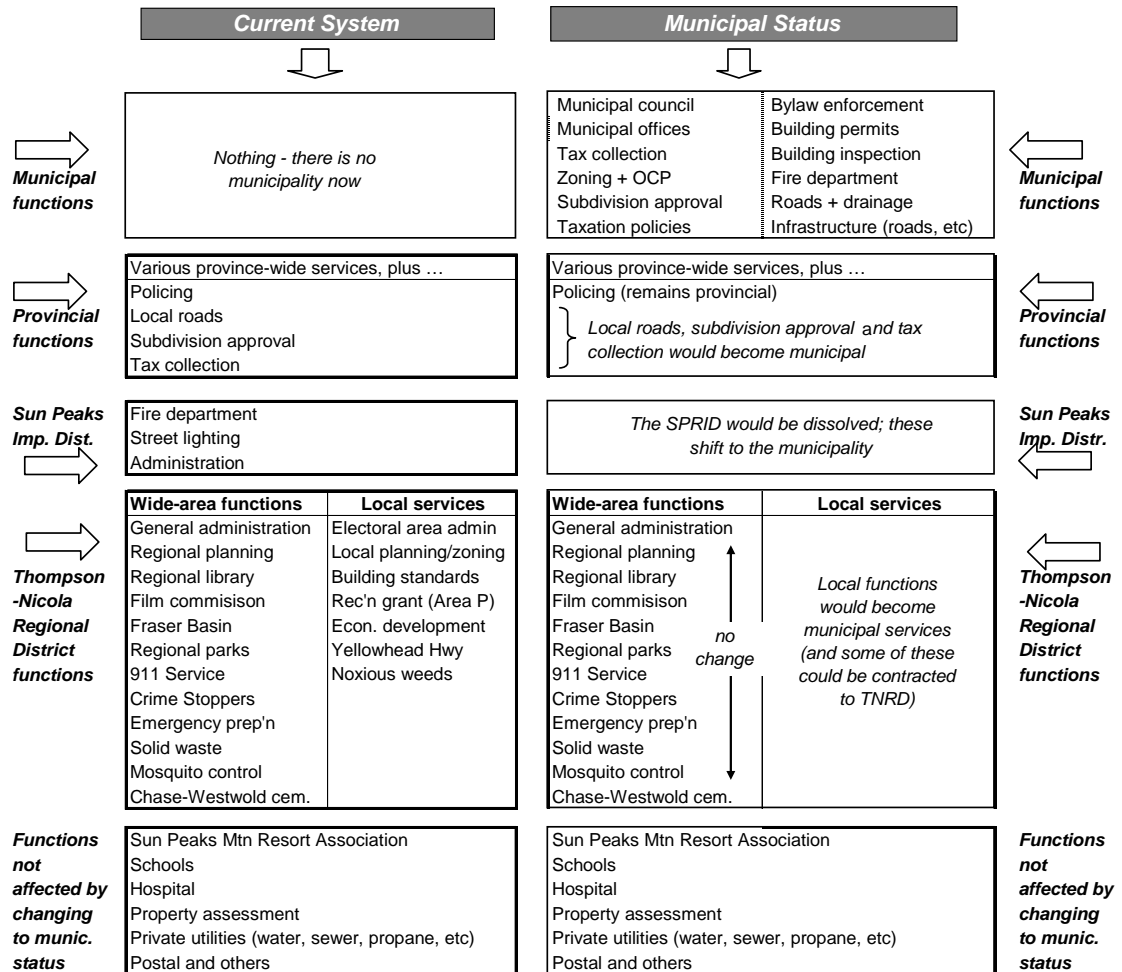 Current System
Municipal Status
Municipal
functions
Nothing - there is no
municipality now
Municipal council
Municipal offices
Tax collection
Zoning + OCP
Subdivision approval
Taxation policies
Bylaw enforcement
Building permits
Building inspection
Fire department
Roads + drainage
Infrastructure (roads, etc)
Municipal
functions
Provincial
functions
Various province-wide services, plus …
Policing
Local roads
Subdivision approval
Tax collection
Various province-wide services, plus …
Policing (remains provincial)
Local roads, subdivision approval and tax
collection would become municipal
Provincial
functions
Sun Peaks
Imp. Dist.
Fire department
Street lighting
Administration
The SPRID would be dissolved; these
shift to the municipality
Sun Peaks
Imp. Distr.
Thompson
-Nicola
Regional
District
functions
Wide-area functions
General administration
Regional planning
Regional library
Film commisison
Fraser Basin
Regional parks
911 Service
Crime Stoppers
Emergency prep'n
Solid waste
Mosquito control
Chase-Westwold cem.
Local services
Electoral area admin
Local planning/zoning
Building standards
Rec'n grant (Area P)
Econ. development
Yellowhead Hwy
Noxious weeds
Wide-area functions
General administration
Regional planning
Regional library
Film commisison
Fraser Basin
Regional parks
911 Service
Crime Stoppers
Emergency prep'n
Solid waste
Mosquito control
Chase-Westwold cem.
no
change
Local services
Local functions
would become
municipal services
(and some of these
could be contracted
to TNRD)
Thompson
-Nicola
Regional
District
functions
Functions
not
affected by
changing
to munic.
status
Sun Peaks Mtn Resort Association
Schools
Hospital
Property assessment
Private utilities (water, sewer, propane, etc)
Postal and others
Sun Peaks Mtn Resort Association
Schools
Hospital
Property assessment
Private utilities (water, sewer, propane, etc)
Postal and others
Functions
not
affected by
changing
to munic.
status